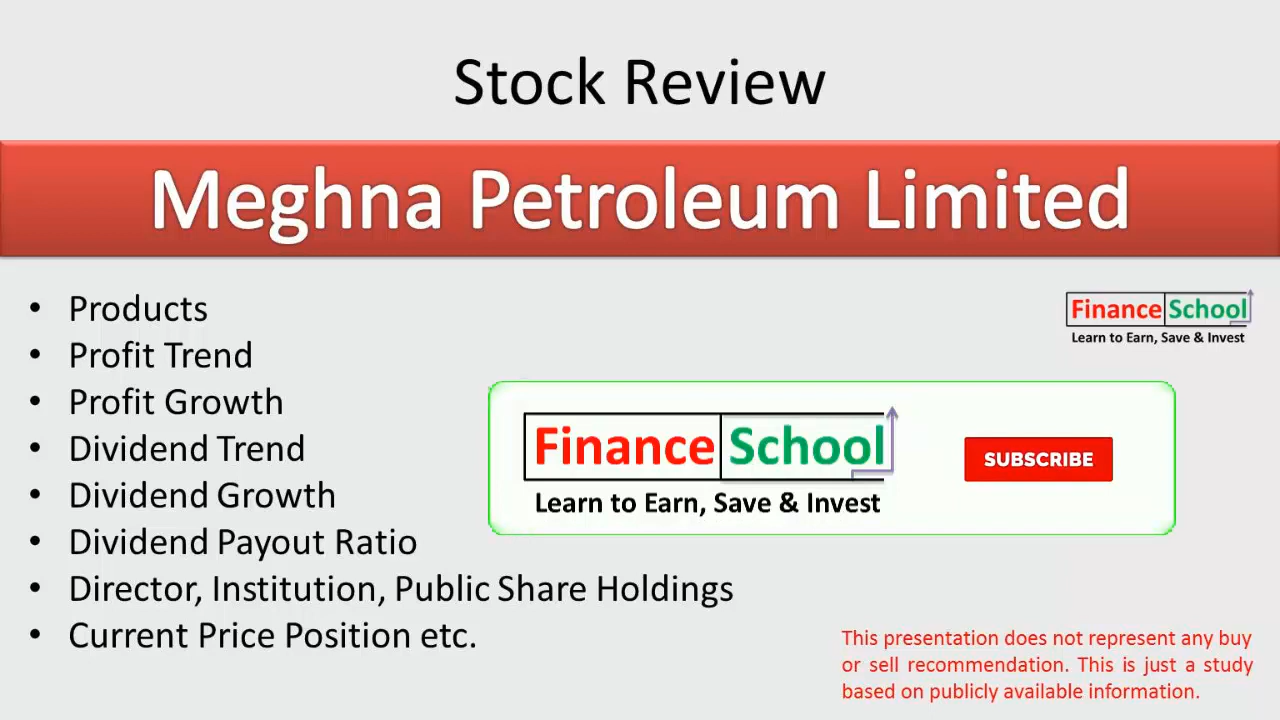 Stock Review
Meghna Petroleum Limited
• Products
• Profit Trend
• Profit Growth
• Dividend Trend
• Dividend Growth
• Dividend Payout Ratio
• Director, Institution, Public Share Holdings
• Current Price Position etc.
Finance School
Learn to Earn, Save & Invest
Finance School
Learn to Earn, Save & Invest
SUBSCRIBE
This presentation does not represent any buy
or sell recommendation. This is just a study
based on publicly available information.